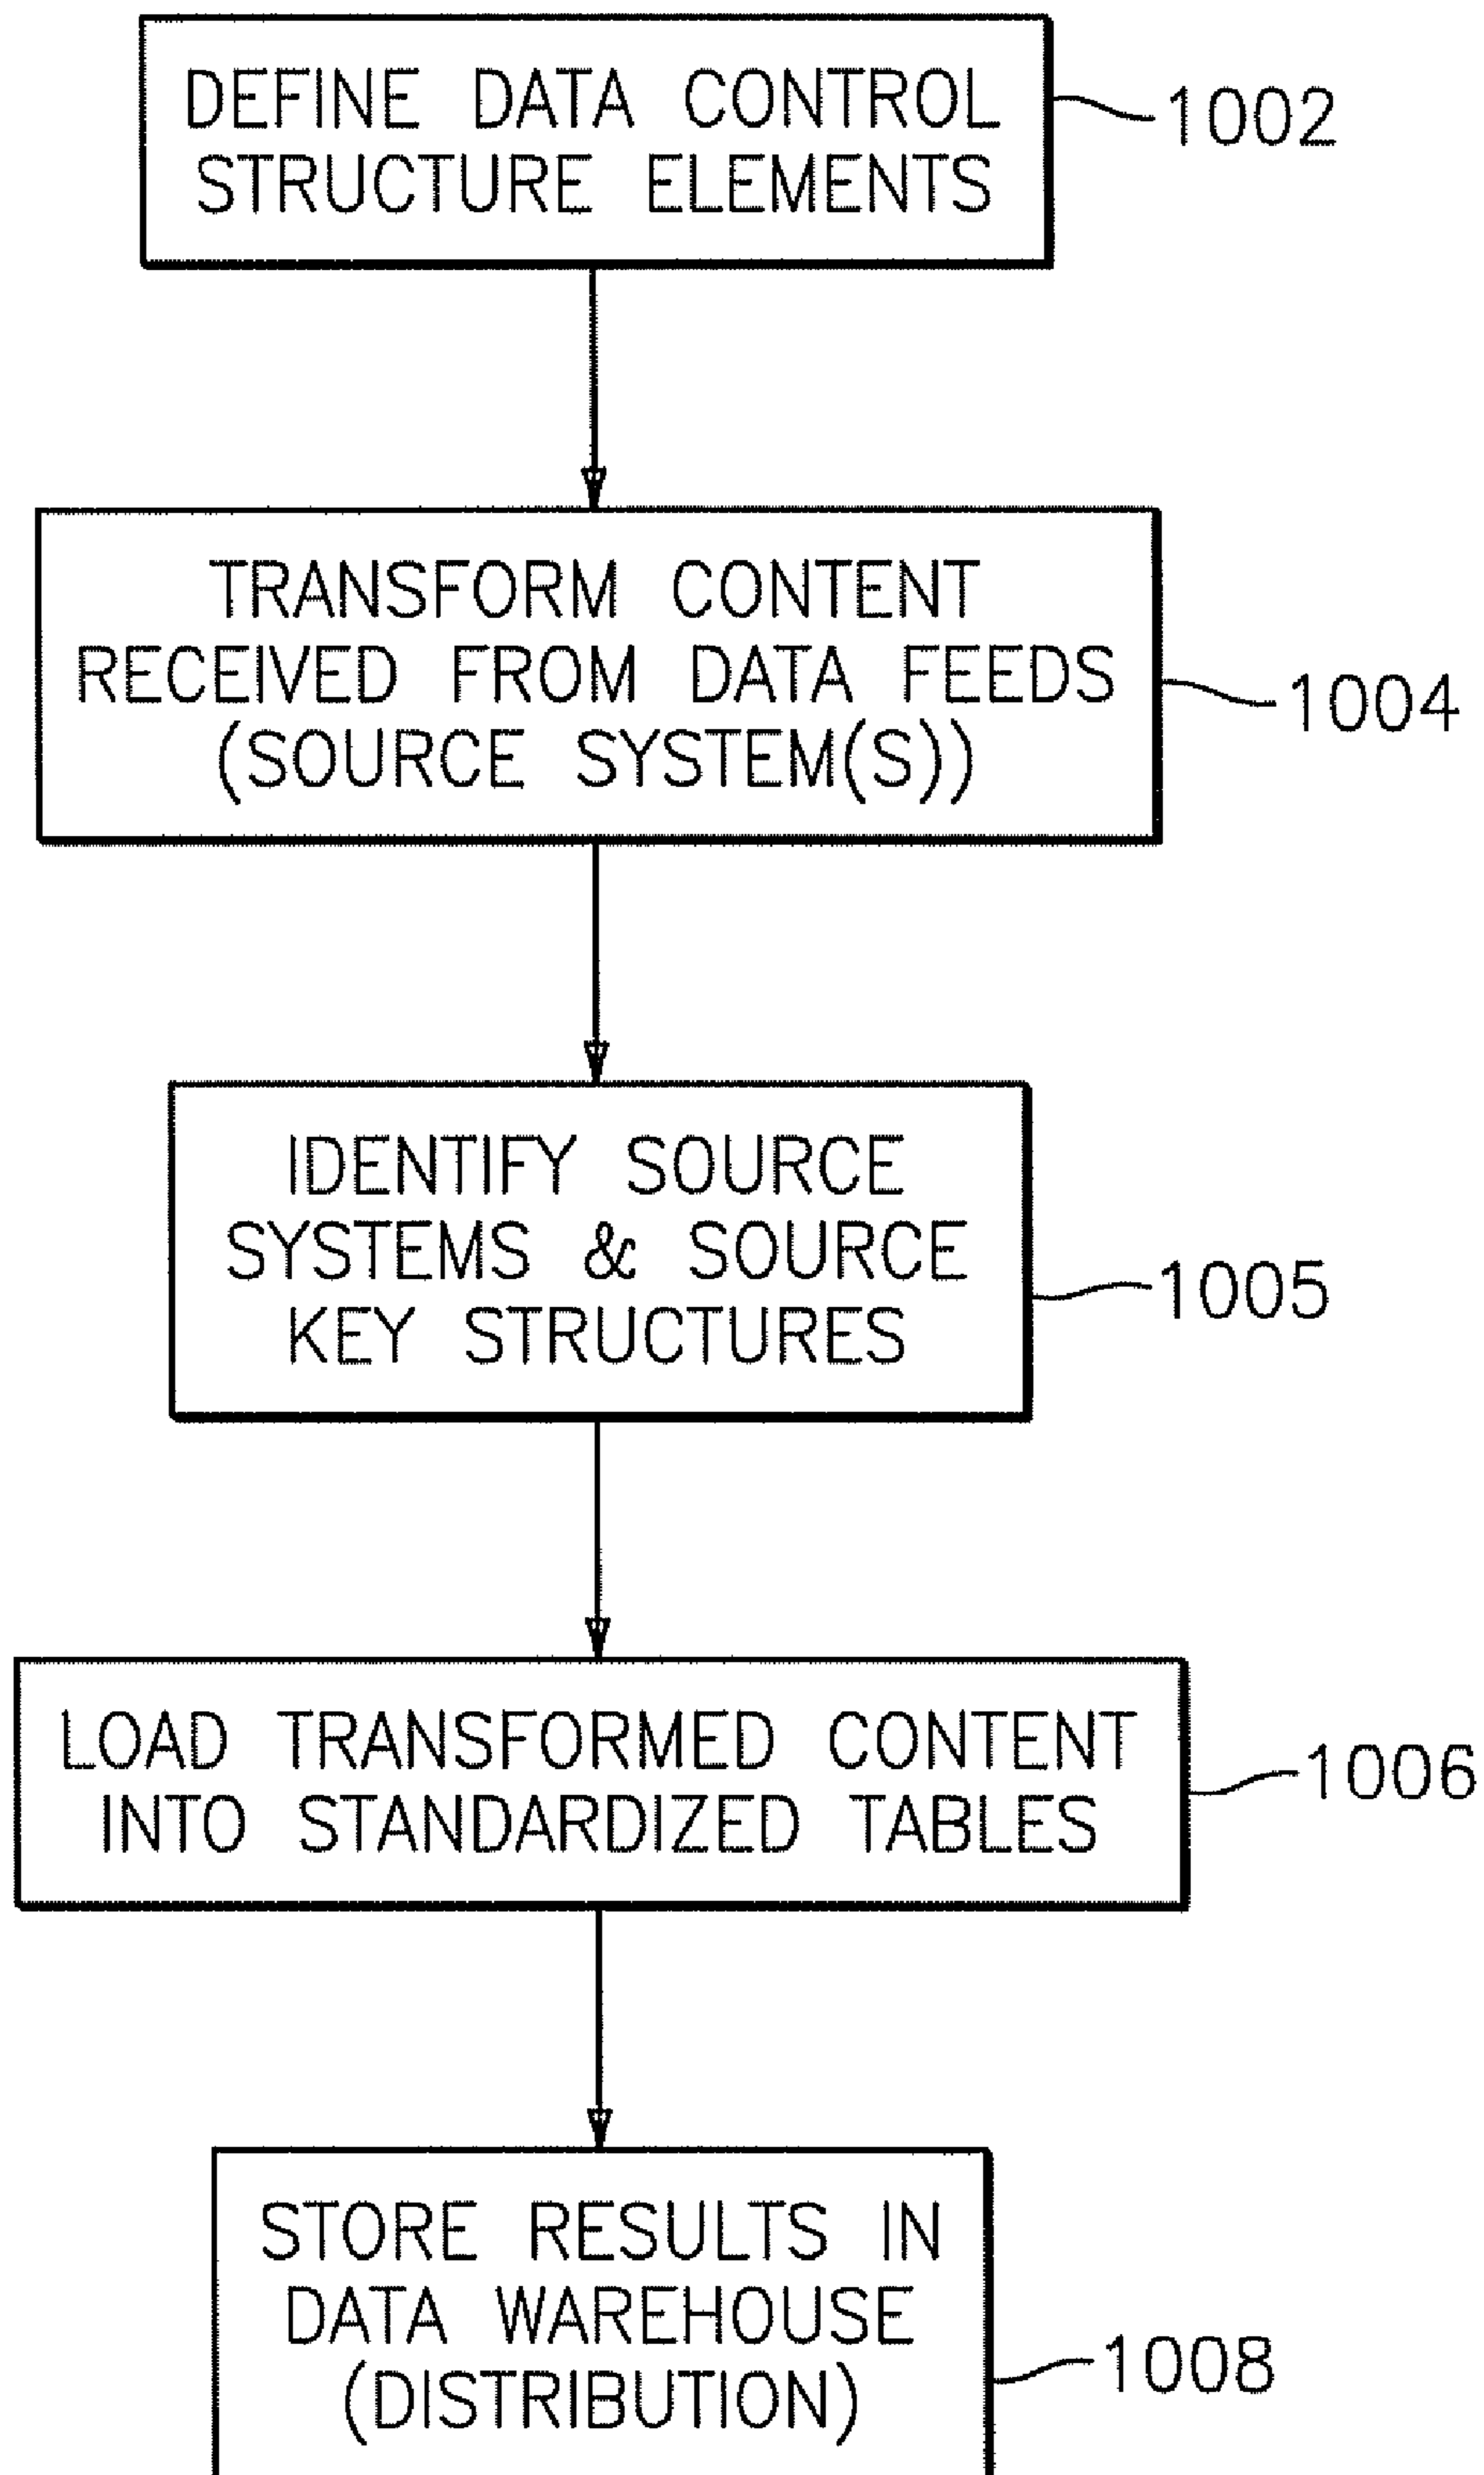 DEFINE DATA CONTROL
STRUCTURE ELEMENTS
1002
TRANSFORM CONTENT
RECEIVED FROM DATA FEEDS
(SOURCE SYSTEM(S))
1004
IDENTIFY SOURCE
SYSTEMS & SOURCE
KEY STRUCTURES
1005
LOAD TRANSFORMED CONTENT
INTO STANDARDIZED TABLES
1006
STORE RESULTS IN
DATA WAREHOUSE
(DISTRIBUTION)
1008